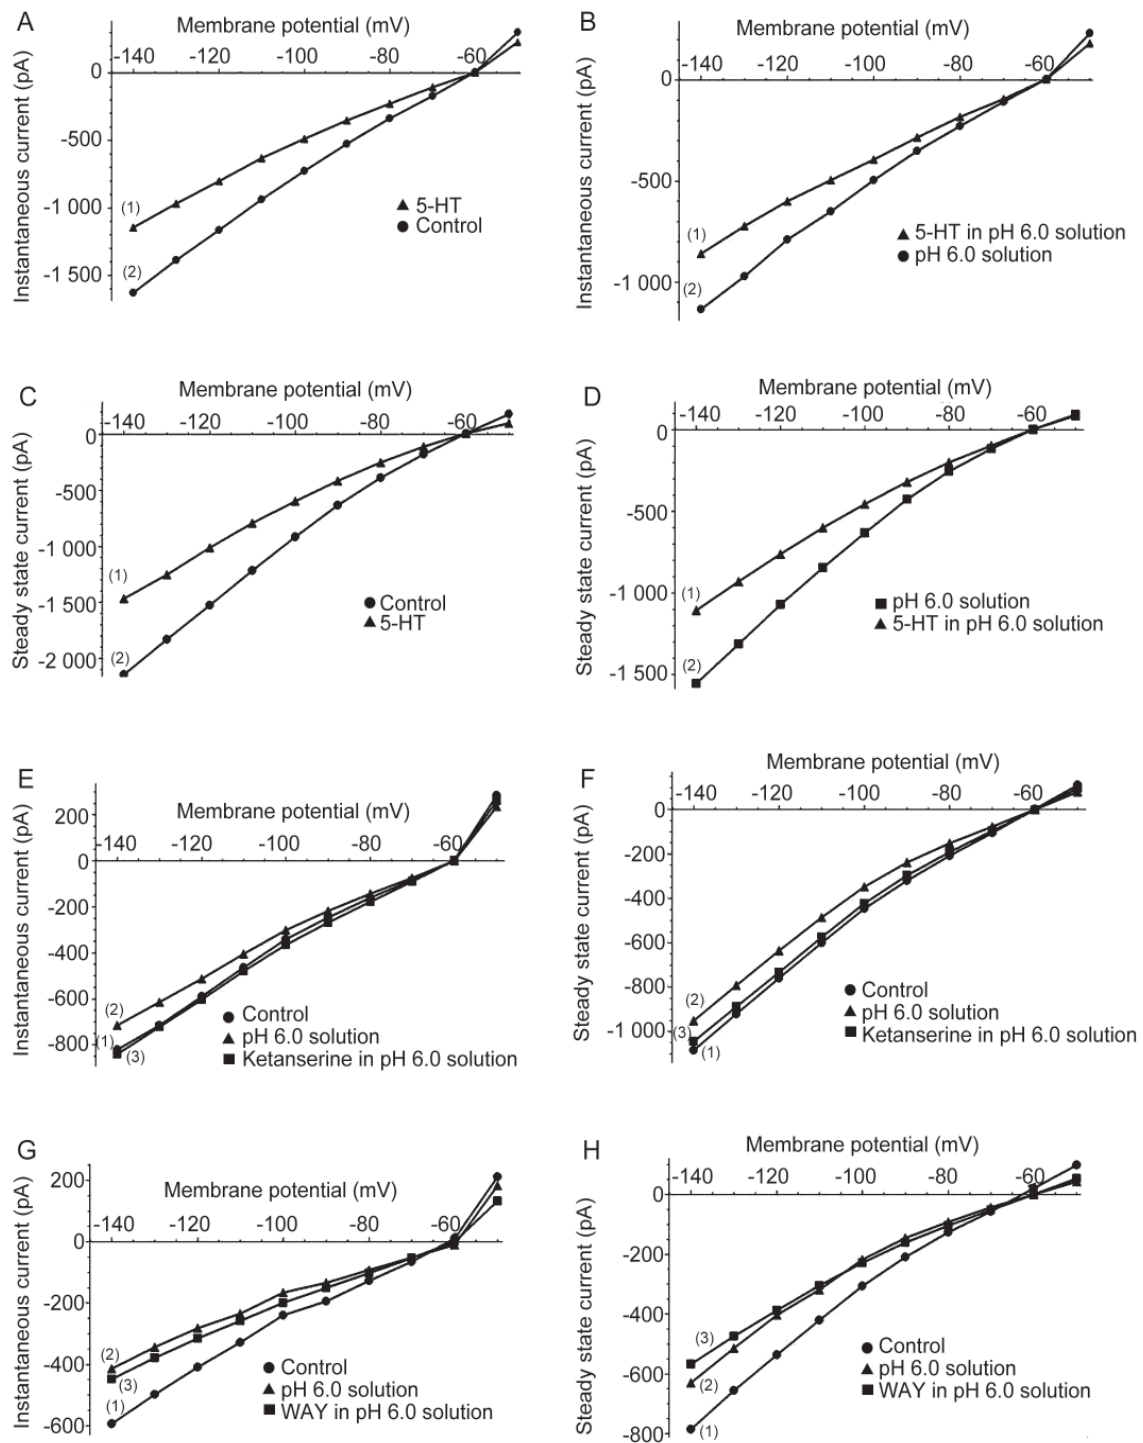 A
Membrane potential (mV)
-140 -120 -100 -80 -60
Instantaneous current (pA)
0
-500
-1 000
-1 500
(1)
(2)
5-HT
Control
B
Membrane potential (mV)
-140 -120 -100 -80 -60
Instantaneous current (pA)
0
-500
-1 000
(1)
(2)
5-HT in pH 6.0 solution
pH 6.0 solution
C
Membrane potential (mV)
-140 -120 -100 -80 -60
Steady state current (pA)
0
-500
-1 000
-1 500
-2 000
(1)
(2)
Control
5-HT
D
Membrane potential (mV)
-140 -120 -100 -80 -60
Steady state current (pA)
0
-500
-1 000
-1 500
(1)
(2)
pH 6.0 solution
5-HT in pH 6.0 solution
E
Membrane potential (mV)
-140 -120 -100 -80 -60
Instantaneous current (pA)
200
0
-200
-400
-600
-800
(2)
(1)
(3)
Control
pH 6.0 solution
Ketanserine in pH 6.0 solution
F
Membrane potential (mV)
-140 -120 -100 -80 -60
Steady state current (pA)
0
-200
-400
-600
-800
-1 000
(2)
(3)
(1)
Control
pH 6.0 solution
Ketanserine in pH 6.0 solution
G
Membrane potential (mV)
-140 -120 -100 -80 -60
Instantaneous current (pA)
200
0
-200
-400
-600
(2)
(3)
(1)
Control
pH 6.0 solution
WAY in pH 6.0 solution
H
Membrane potential (mV)
-140 -120 -100 -80 -60
Steady state current (pA)
0
-200
-400
-600
-800
(3)
(2)
(1)
Control
pH 6.0 solution
WAY in pH 6.0 solution